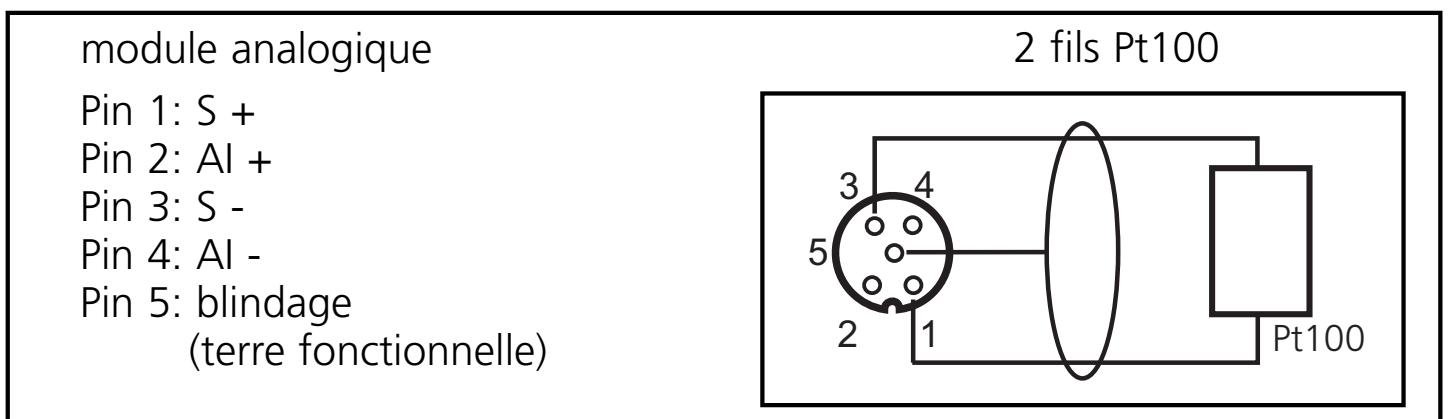 module analogique
Pin 1: S +
Pin 2: AI +
Pin 3: S -
Pin 4: AI -
Pin 5: blindage
(terre fonctionnelle)
2 fils Pt100
3 4
5
2 1
Pt100